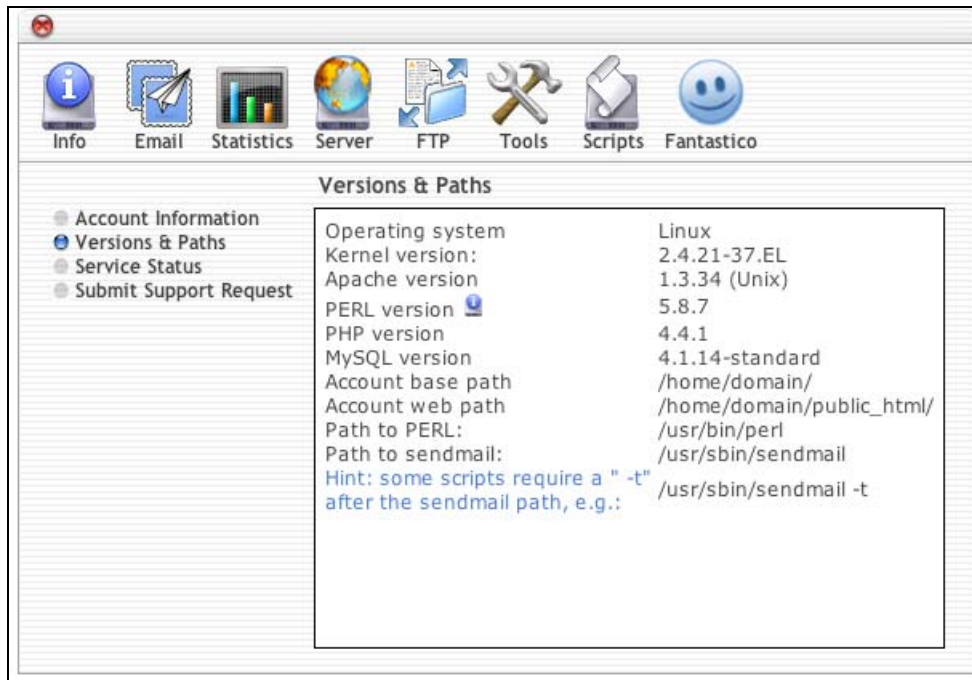 Info Email Statistics Server FTP Tools Scripts Fantastico
Versions & Paths
Account Information
Versions & Paths
Service Status
Submit Support Request
Operating system Linux
Kernel version: 2.4.21-37.EL
Apache version 1.3.34 (Unix)
PERL version 5.8.7
PHP version 4.4.1
MySQL version 4.1.14-standard
Account base path /home/domain/
Account web path /home/domain/public_html/
Path to PERL: /usr/bin/perl
Path to sendmail: /usr/sbin/sendmail
Hint: some scripts require a " -t"
after the sendmail path, e.g.: /usr/sbin/sendmail -t